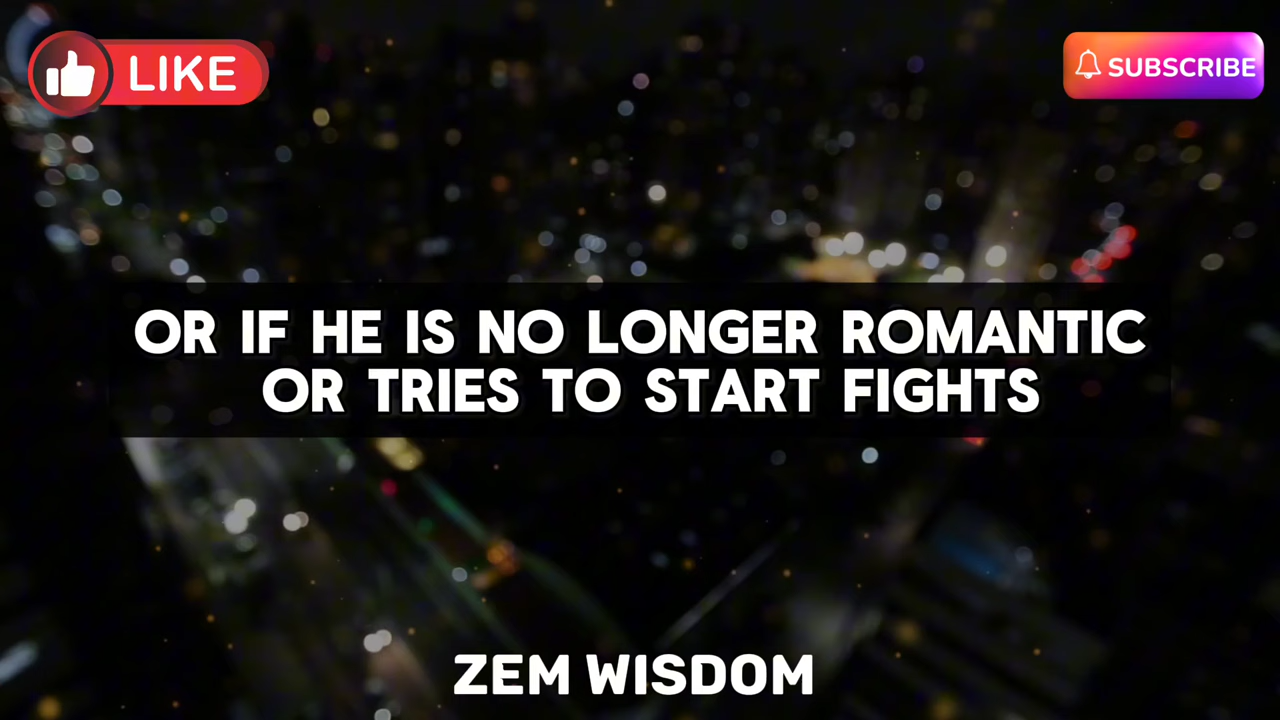 LIKE
SUBSCRIBE
OR IF HE IS NO LONGER ROMANTIC
OR TRIES TO START FIGHTS
ZEM WISDOM